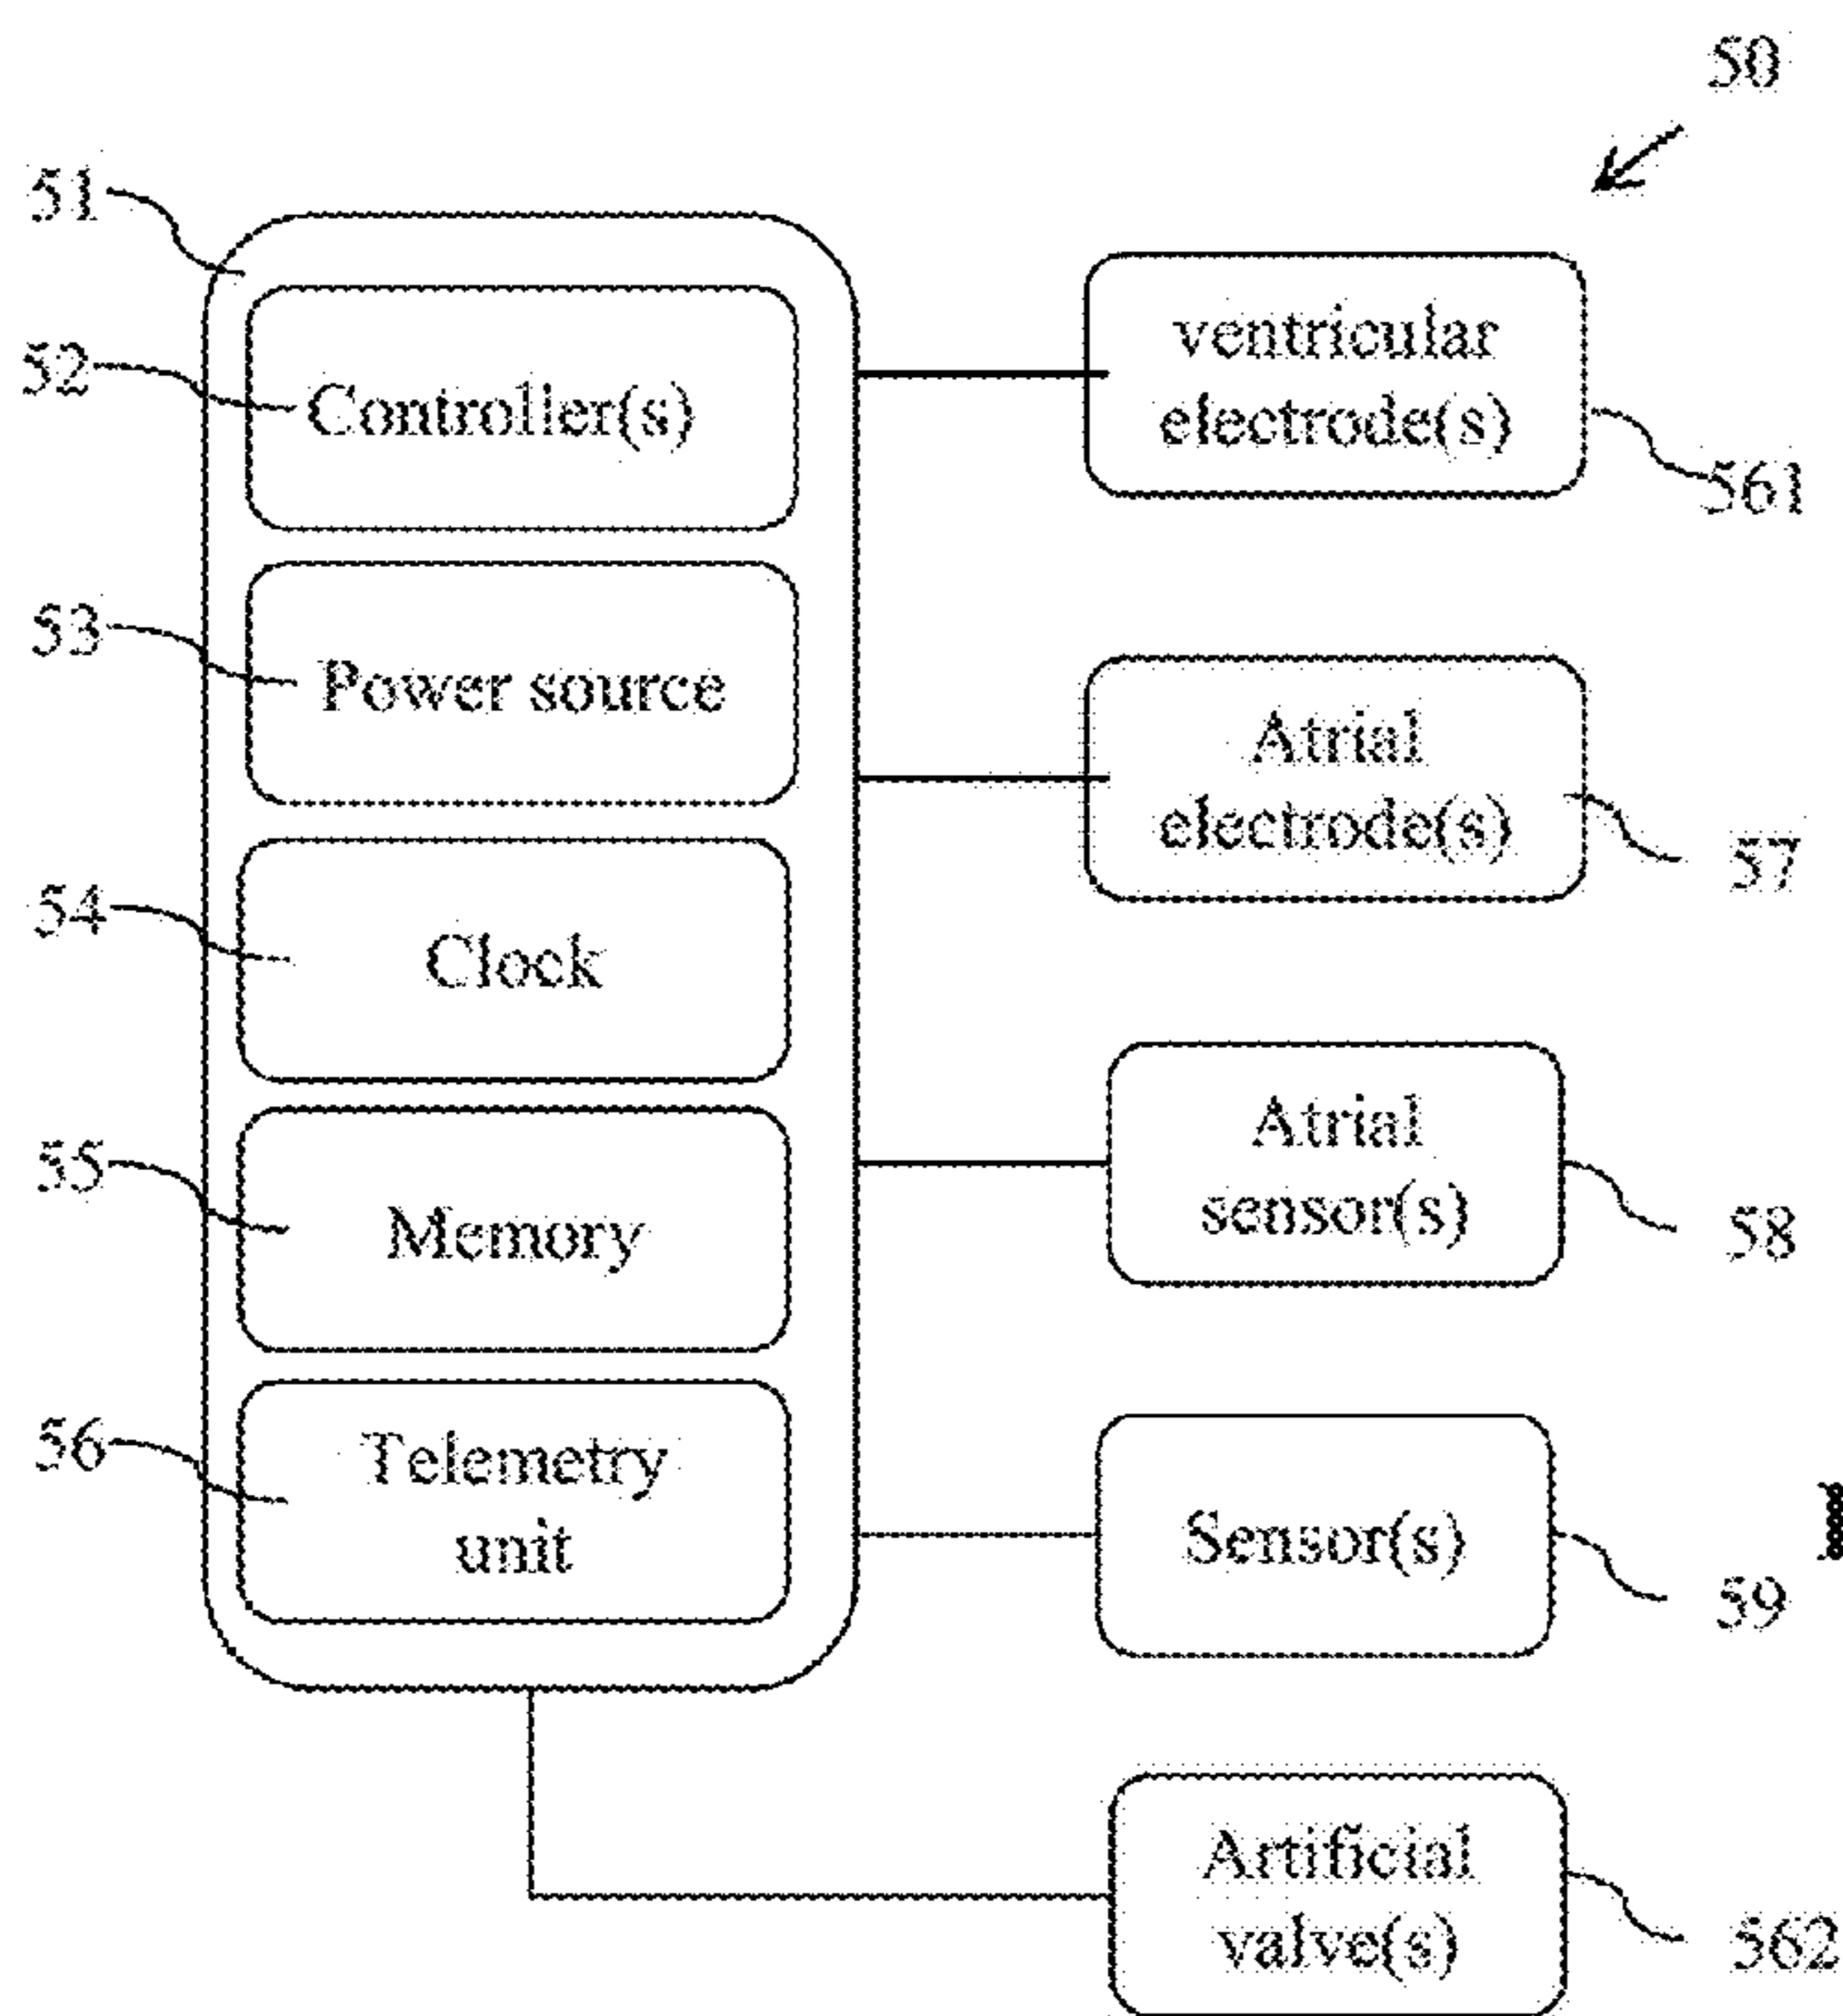 50
51
52
Controller(s)
53
Power source
54
Clock
55
Memory
56
Telemetry
unit
ventricular
electrode(s)
561
Atrial
electrode(s)
57
Atrial
sensor(s)
58
Sensor(s)
59
Artificial
valve(s)
562